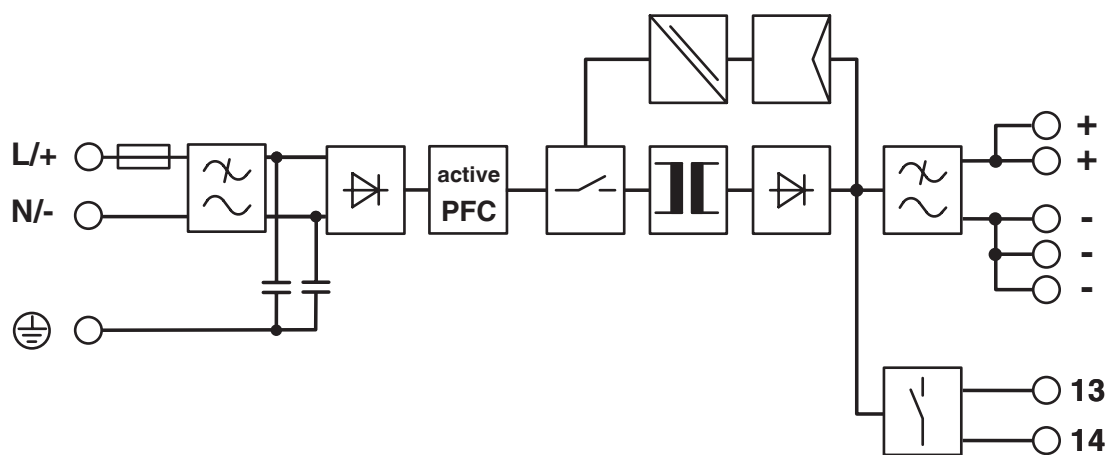 L/+
N/-
active
PFC
+
+
-
-
-
13
14